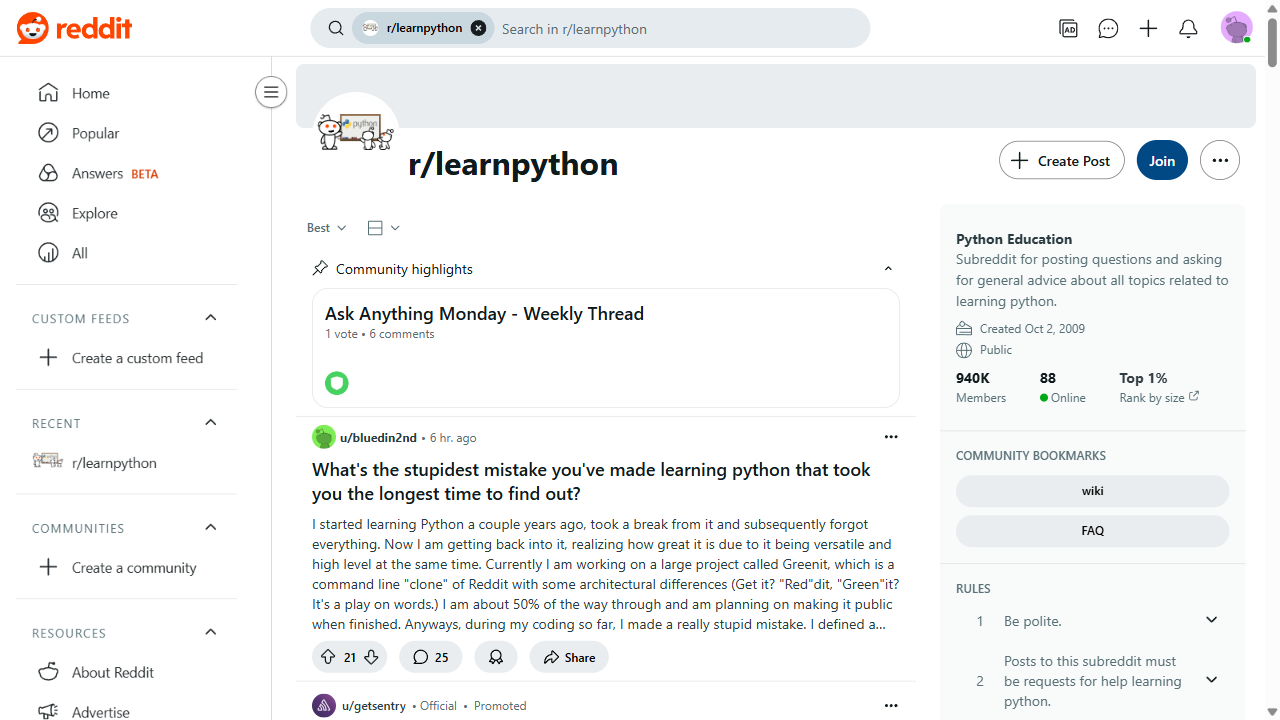 reddit
r/learnpython
Search in r/learnpython
AD
Home
Popular
Answers BETA
Explore
All
CUSTOM FEEDS
Create a custom feed
RECENT
r/learnpython
COMMUNITIES
Create a community
RESOURCES
About Reddit
Advertise
python
r/learnpython
Create Post
Join
Best
Community highlights
Ask Anything Monday - Weekly Thread
1 vote • 6 comments
u/bluedin2nd • 6 hr. ago
What's the stupidest mistake you've made learning python that took
you the longest time to find out?
I started learning Python a couple years ago, took a break from it and subsequently forgot
everything. Now I am getting back into it, realizing how great it is due to it being versatile and
high level at the same time. Currently I am working on a large project called Greenit, which is a
command line "clone" of Reddit with some architectural differences (Get it? "Red"dit, "Green"it?
It's a play on words.) I am about 50% of the way through and am planning on making it public
when finished. Anyways, during my coding so far, I made a really stupid mistake. I defined a...
21
25
Share
u/getsentry • Official • Promoted
Python Education
Subreddit for posting questions and asking
for general advice about all topics related to
learning python.
Created Oct 2, 2009
Public
940K
Members
88
Online
Top 1%
Rank by size
COMMUNITY BOOKMARKS
wiki
FAQ
RULES
1 Be polite.
2 Posts to this subreddit must
be requests for help learning
python.